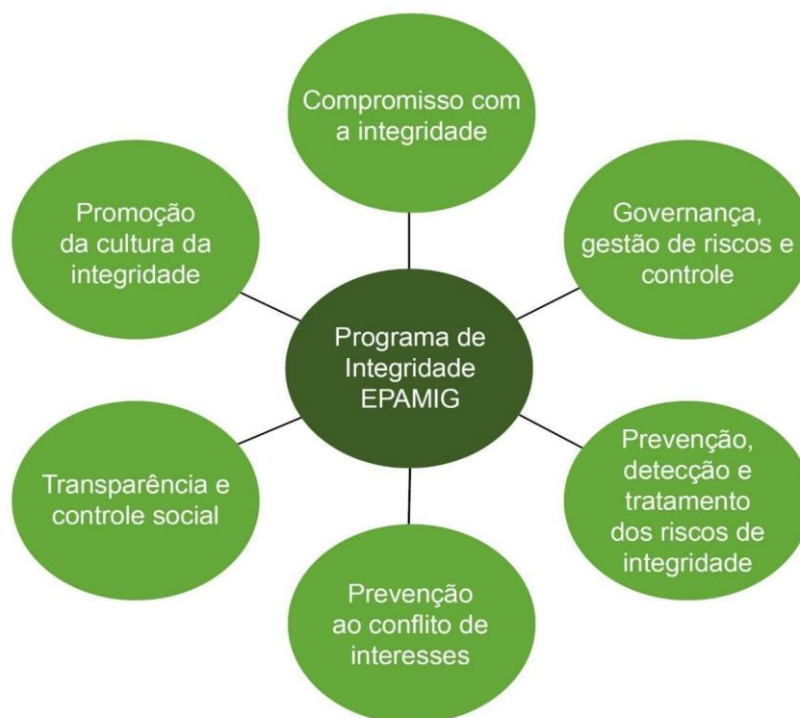 Compromisso com
a integridade
Governança,
gestão de riscos e
controle
Prevenção,
detecção e
tratamento
dos riscos de
integridade
Prevenção
ao conflito de
interesses
Transparência e
controle social
Promoção
da cultura da
integridade
Programa de
Integridade
EPAMIG